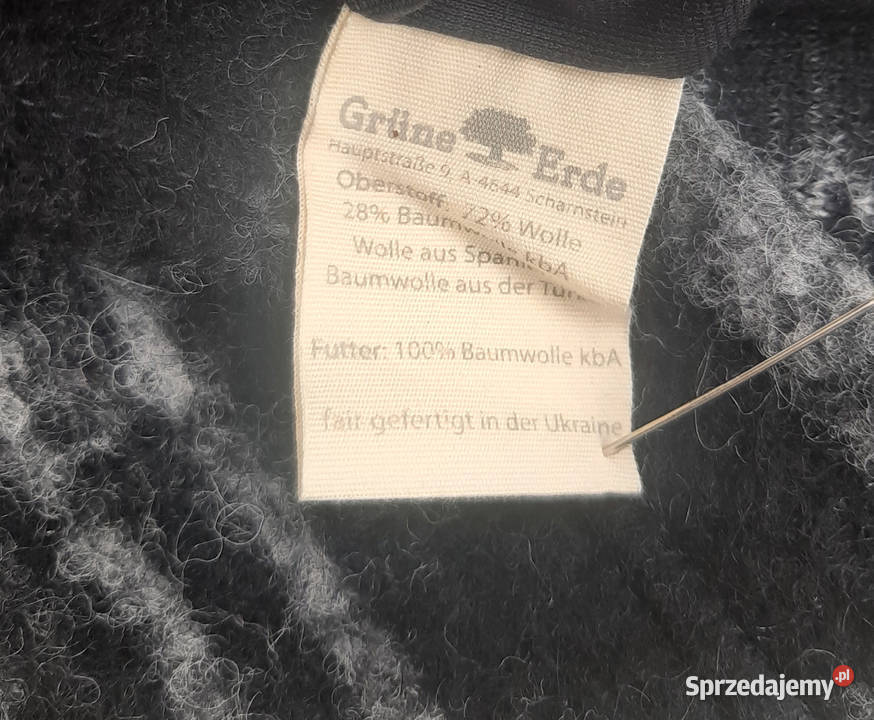 Grüne Erde
Hauptstraße 9, A-4644 Scharnstein
Oberstoff: 72% Wolle
28% kbA
Wolle aus
Baumwolle aus der
Futter: 100% Baumwolle kbA
fair gefertigt in der Ukraine
Sprzedajemy.pl